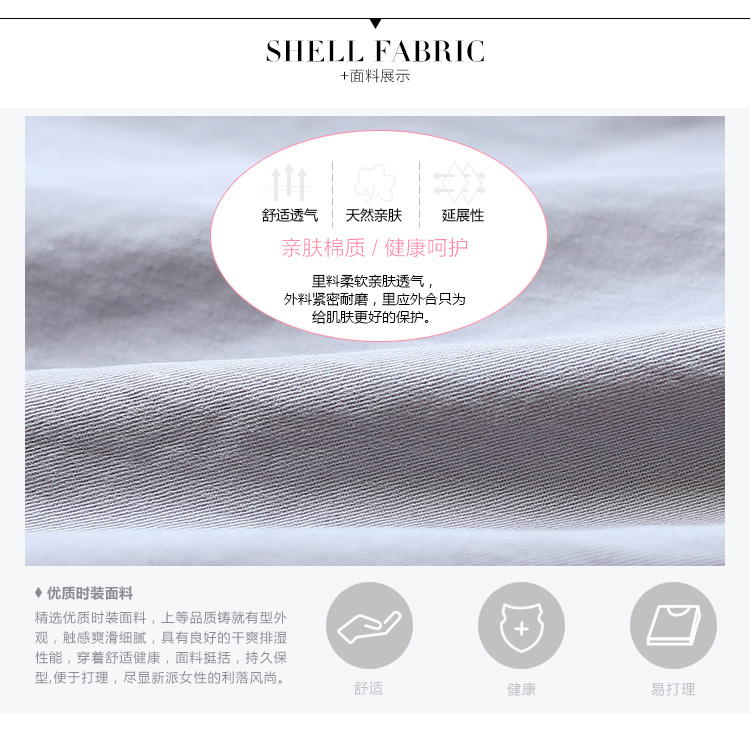 SHELL FABRIC
+面料展示
舒适透气 天然亲肤 延展性
亲肤棉质 / 健康呵护
里料柔软亲肤透气，
外料紧密耐磨，里应外合只为
给肌肤更好的保护。
优质时装面料
精选优质时装面料，上等品质铸就有型外
观，触感爽滑细腻，具有良好的干爽排湿
性能，穿着舒适健康，面料挺括，持久保
型,便于打理，尽显新派女性的利落风尚。
舒适 健康 易打理